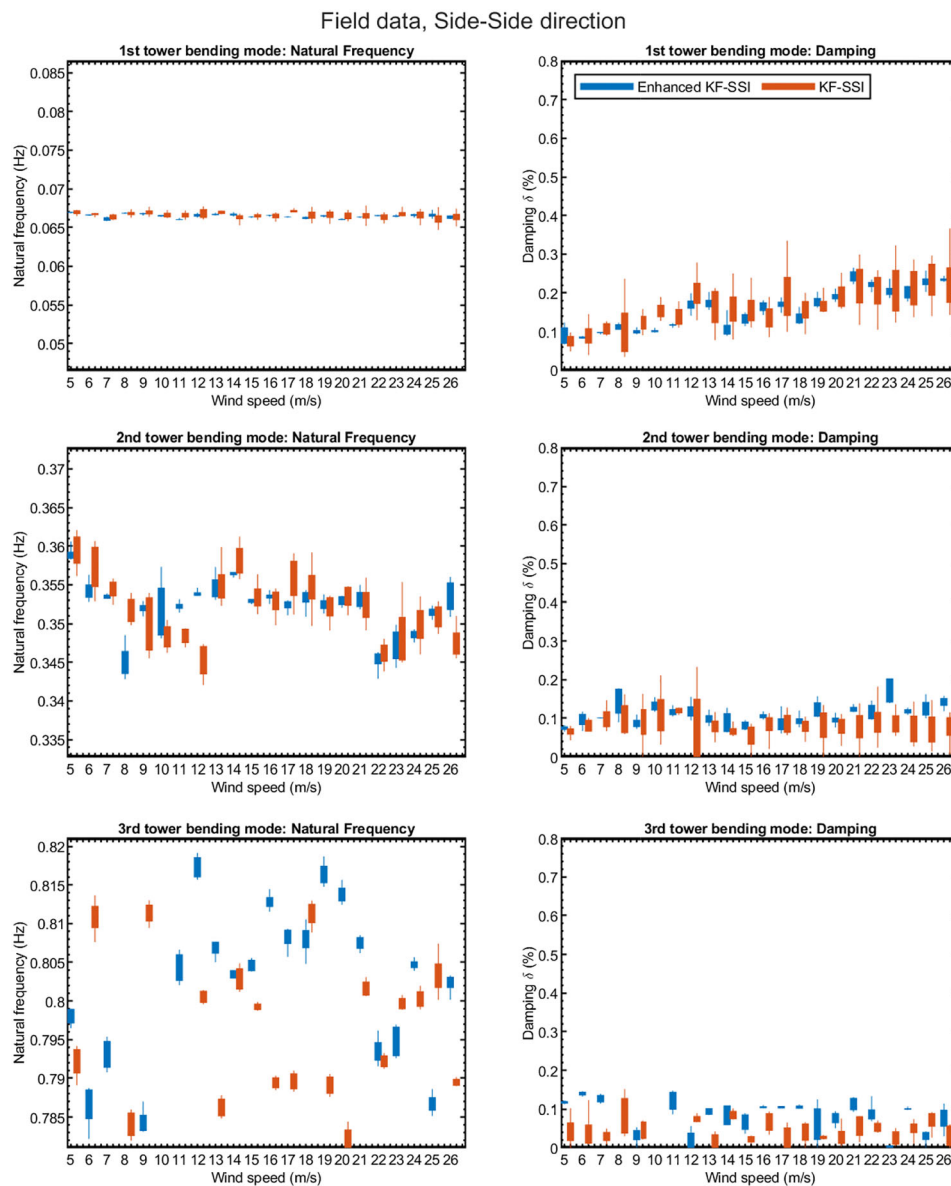 Field data, Side-Side direction
1st tower bending mode: Natural Frequency
0.085
0.08
0.075
0.07
0.065
0.06
0.055
0.05
Natural frequency (Hz)
5 6 7 8 9 10 11 12 13 14 15 16 17 18 19 20 21 22 23 24 25 26
Wind speed (m/s)
1st tower bending mode: Damping
Enhanced KF-SSI KF-SSI
0.8
0.7
0.6
0.5
0.4
0.3
0.2
0.1
0
Damping δ (%)
5 6 7 8 9 10 11 12 13 14 15 16 17 18 19 20 21 22 23 24 25 26
Wind speed (m/s)
2nd tower bending mode: Natural Frequency
0.37
0.365
0.36
0.355
0.35
0.345
0.34
0.335
Natural frequency (Hz)
5 6 7 8 9 10 11 12 13 14 15 16 17 18 19 20 21 22 23 24 25 26
Wind speed (m/s)
2nd tower bending mode: Damping
0.8
0.7
0.6
0.5
0.4
0.3
0.2
0.1
0
Damping δ (%)
5 6 7 8 9 10 11 12 13 14 15 16 17 18 19 20 21 22 23 24 25 26
Wind speed (m/s)
3rd tower bending mode: Natural Frequency
0.82
0.815
0.81
0.805
0.8
0.795
0.79
0.785
Natural frequency (Hz)
5 6 7 8 9 10 11 12 13 14 15 16 17 18 19 20 21 22 23 24 25 26
Wind speed (m/s)
3rd tower bending mode: Damping
0.8
0.7
0.6
0.5
0.4
0.3
0.2
0.1
0
Damping δ (%)
5 6 7 8 9 10 11 12 13 14 15 16 17 18 19 20 21 22 23 24 25 26
Wind speed (m/s)